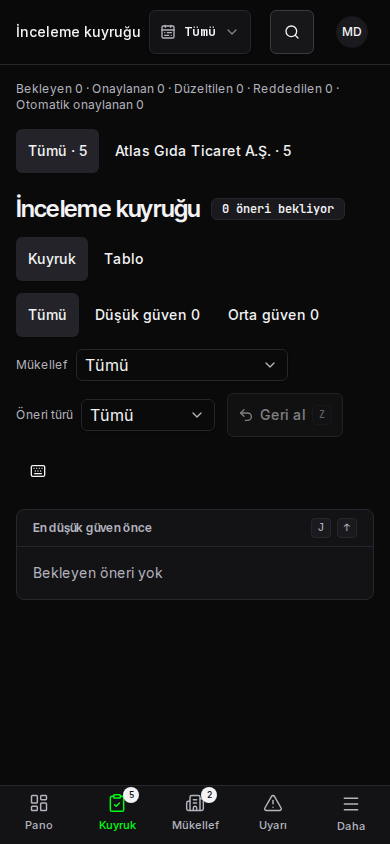 İnceleme kuyruğu
Tümü
MD
Bekleyen 0 · Onaylanan 0 · Düzeltilen 0 · Reddedilen 0 ·
Otomatik onaylanan 0
Tümü · 5
Atlas Gıda Ticaret A.Ş. · 5
İnceleme kuyruğu
0 öneri bekliyor
Kuyruk
Tablo
Tümü
Düşük güven 0
Orta güven 0
Mükellef
Tümü
Öneri türü
Tümü
Geri al
Z
En düşük güven önce
J
↑
Bekleyen öneri yok
5
2
Pano
Kuyruk
Mükellef
Uyarı
Daha